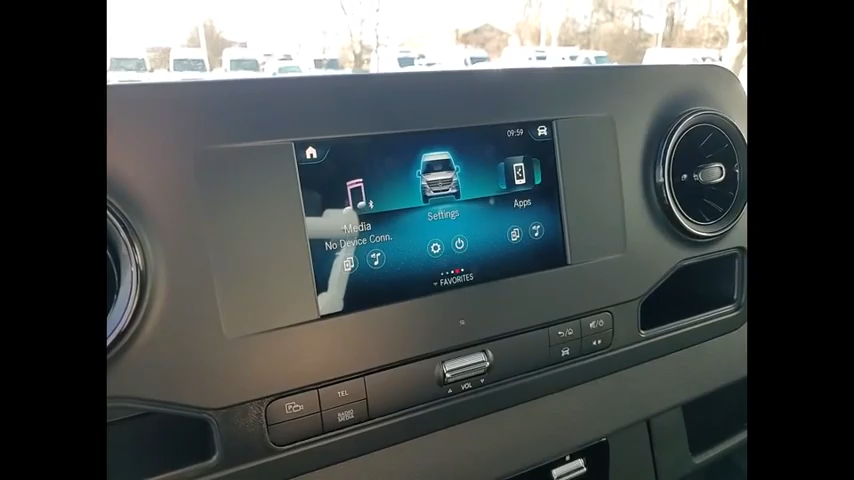 09:59
Media
No Device Conn.
Settings
Apps
FAVORITES
TEL
RADIO
MEDIA
VOL
P